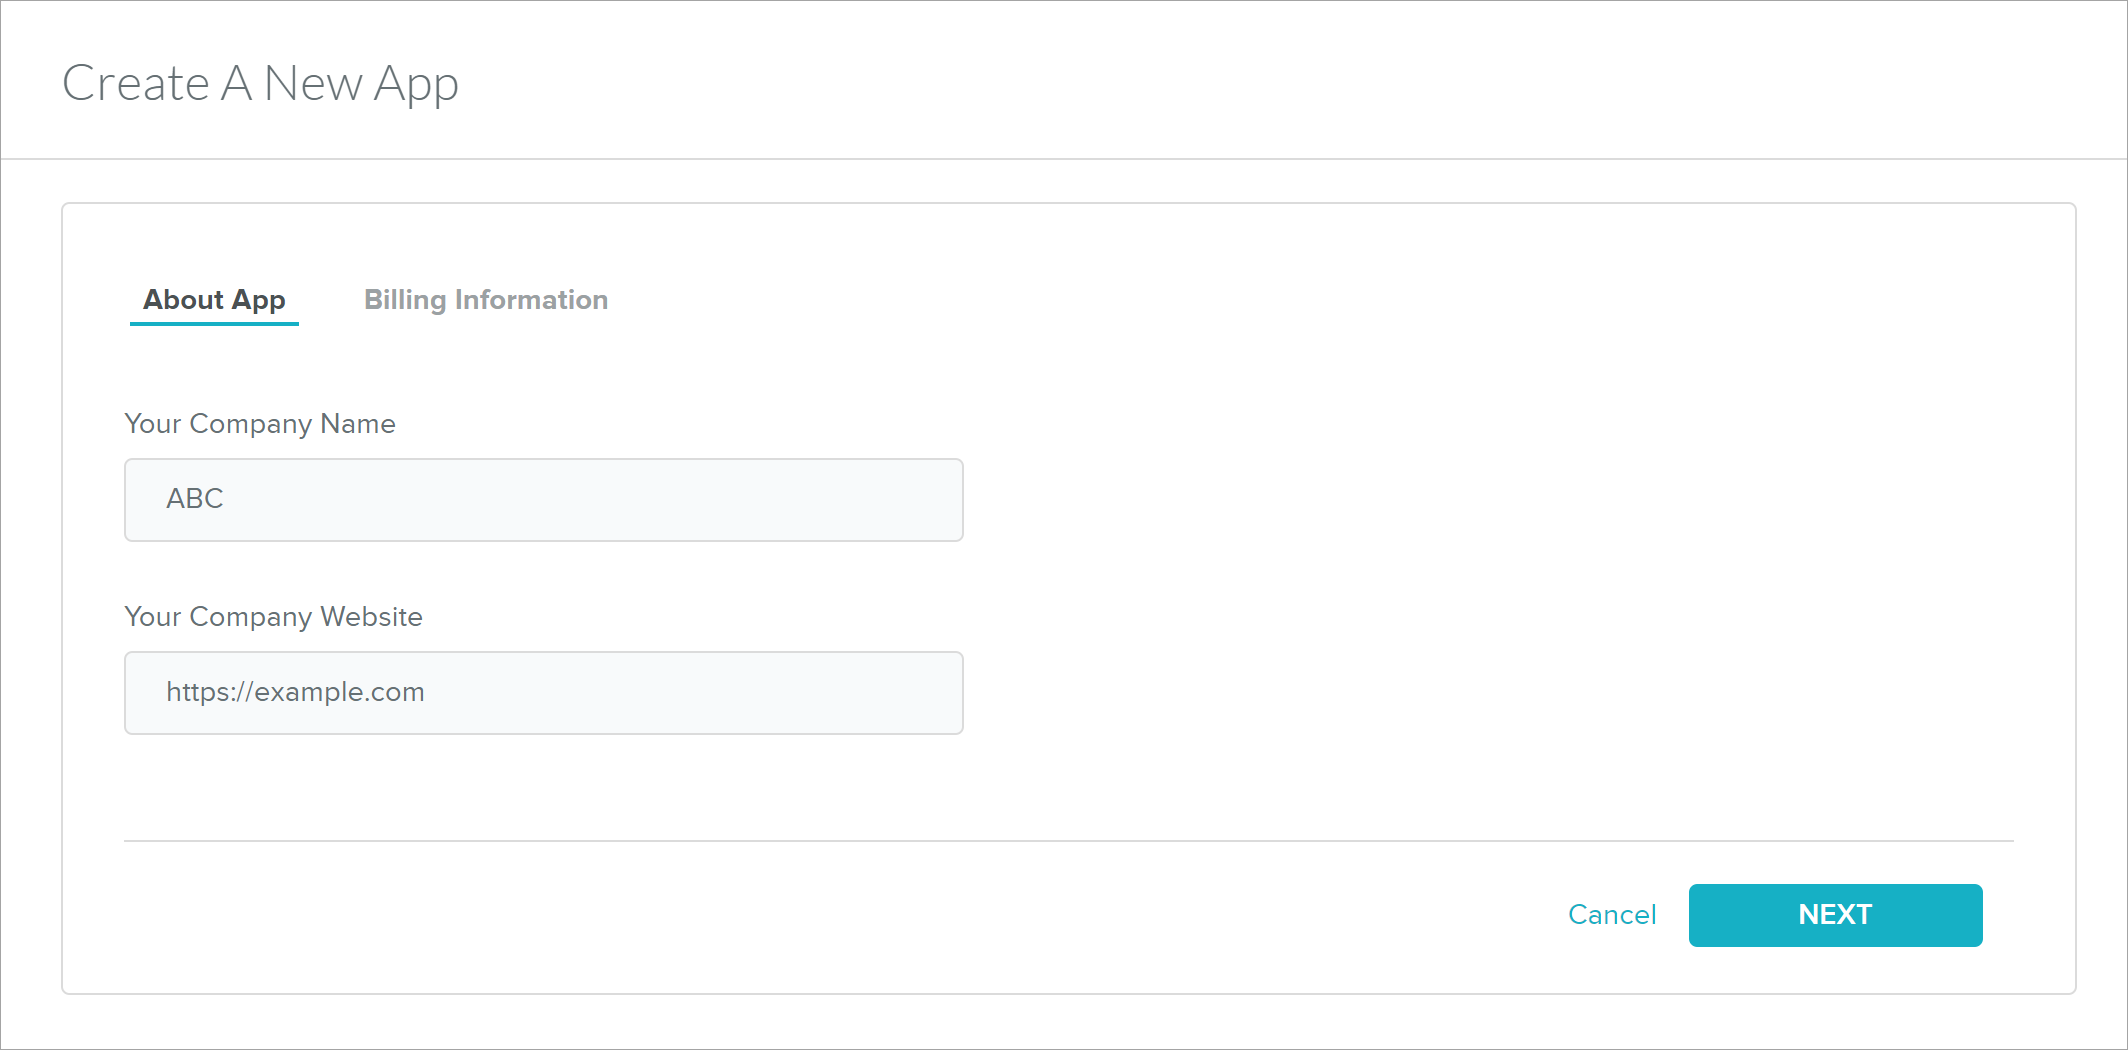 Create A New App
About App Billing Information
Your Company Name
ABC
Your Company Website
https://example.com
Cancel NEXT